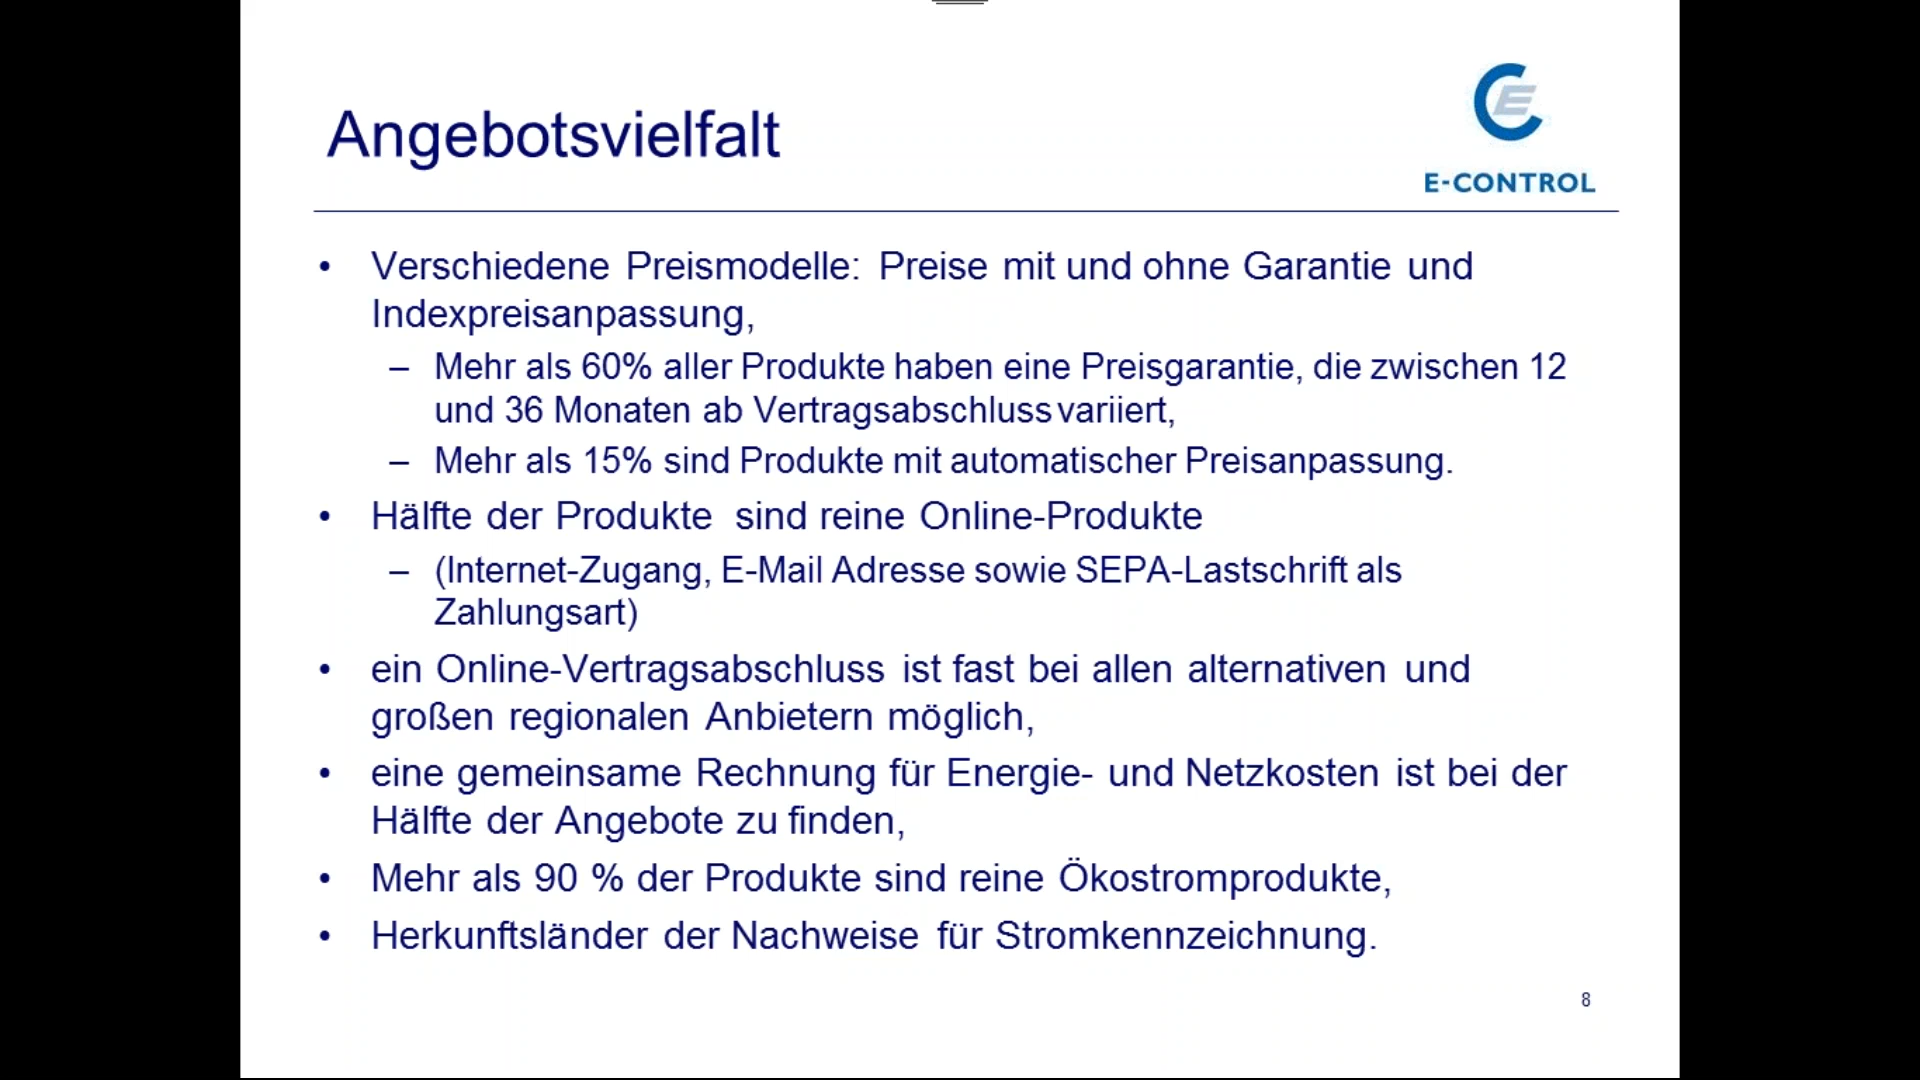 Angebotsvielfalt
E-CONTROL
• Verschiedene Preismodelle: Preise mit und ohne Garantie und
Indexpreisanpassung,
– Mehr als 60% aller Produkte haben eine Preisgarantie, die zwischen 12
und 36 Monaten ab Vertragsabschluss variiert,
– Mehr als 15% sind Produkte mit automatischer Preisanpassung.
• Hälfte der Produkte sind reine Online-Produkte
– (Internet-Zugang, E-Mail Adresse sowie SEPA-Lastschrift als
Zahlungsart)
• ein Online-Vertragsabschluss ist fast bei allen alternativen und
großen regionalen Anbietern möglich,
• eine gemeinsame Rechnung für Energie- und Netzkosten ist bei der
Hälfte der Angebote zu finden,
• Mehr als 90 % der Produkte sind reine Ökostromprodukte,
• Herkunftsländer der Nachweise für Stromkennzeichnung.
8